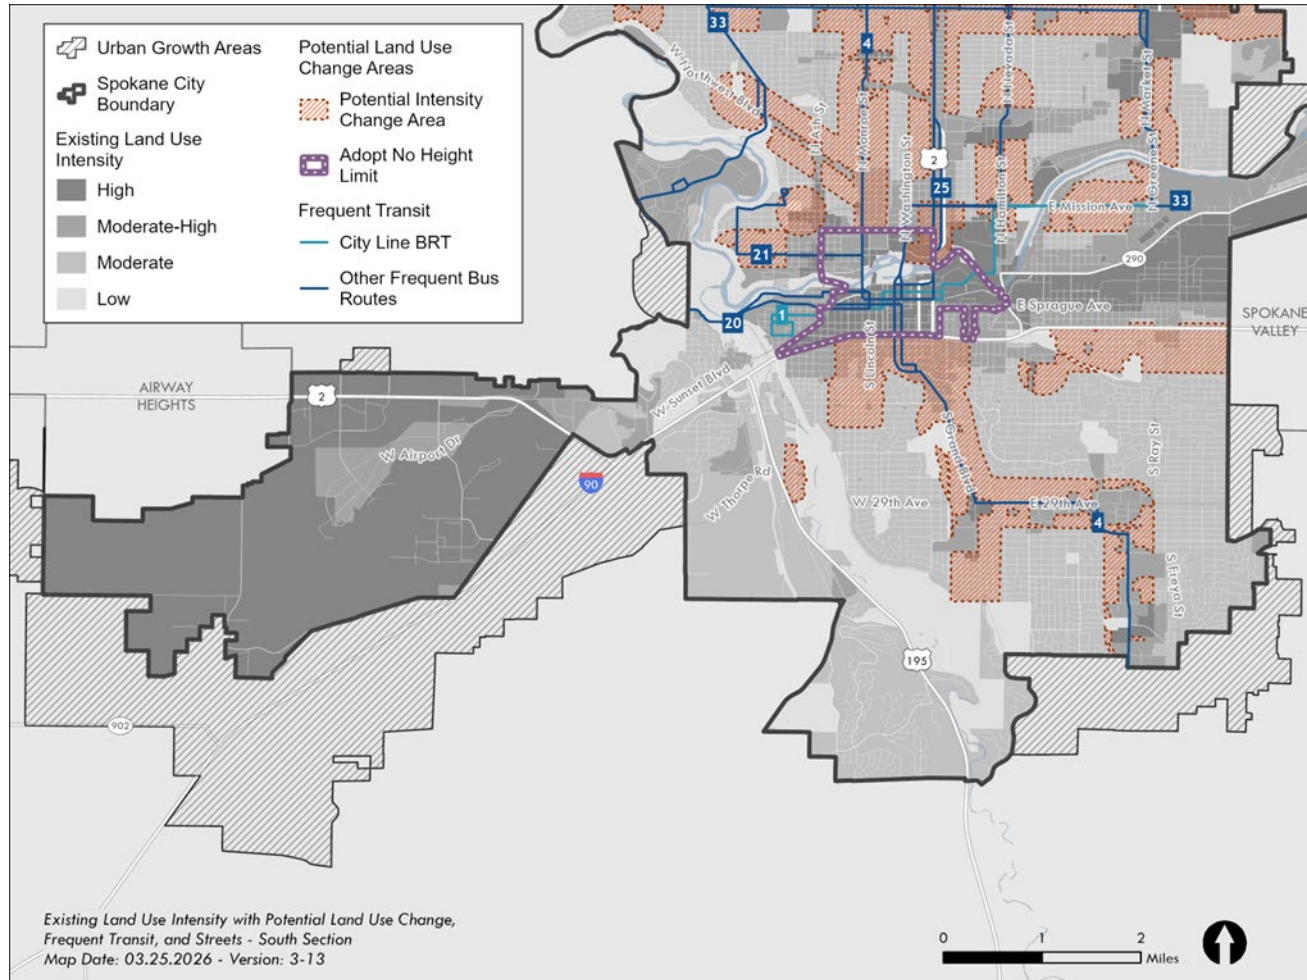 Urban Growth Areas
Spokane City
Boundary
Existing Land Use
Intensity
High
Moderate-High
Moderate
Low
Potential Land Use
Change Areas
Potential Intensity
Change Area
Adopt No Height
Limit
Frequent Transit
City Line BRT
Other Frequent Bus
Routes
33
4
W Northwest Blvd
N Ash St
N Monroe St
N Washington St
2
25
N Nevada St
N Hamilton St
N Market St
N Greene St
E Mission Ave
33
21
290
1
20
E Sprague Ave
SPOKANE
VALLEY
S Lincoln St
W Sunset Blvd
AIRWAY
HEIGHTS
2
W Airport Dr
90
W Thorpe Rd
S Grand Blvd
W 29th Ave
E 29th Ave
4
S Ray St
S Freya St
195
902
Existing Land Use Intensity with Potential Land Use Change,
Frequent Transit, and Streets - South Section
Map Date: 03.25.2026 - Version: 3-13
0 1 2
Miles